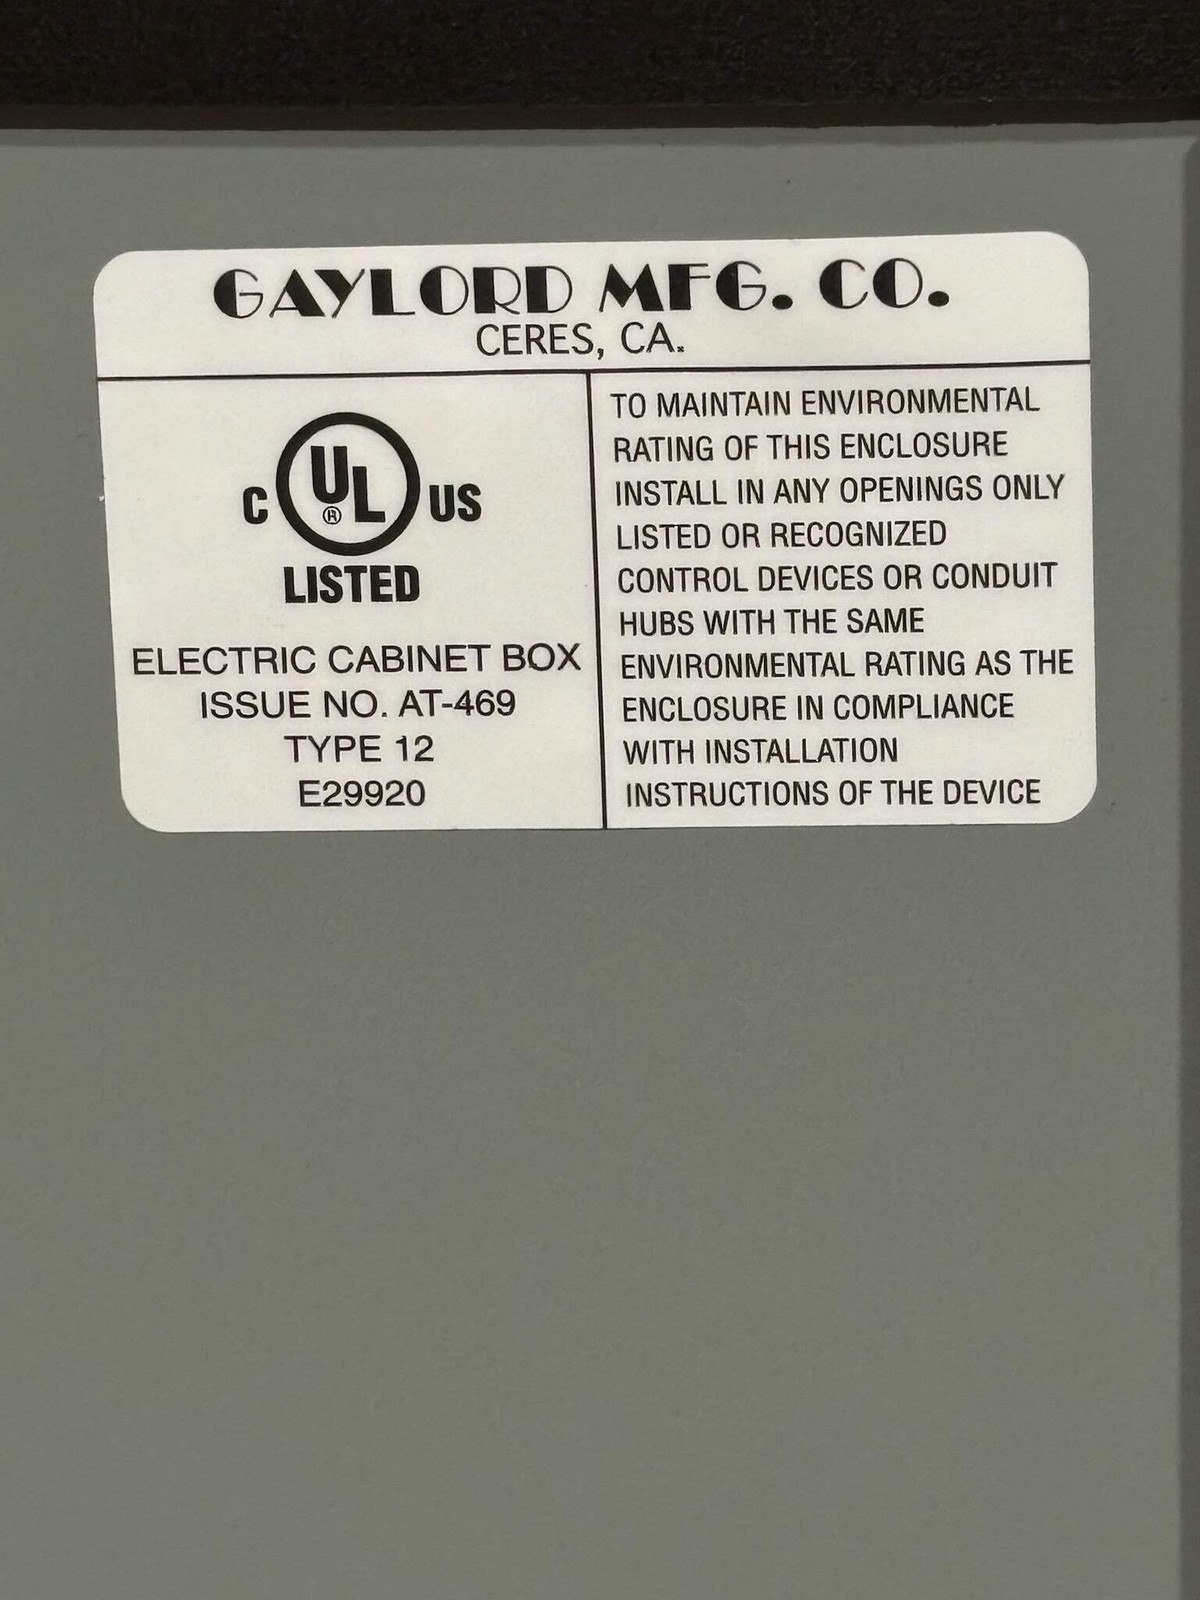 GAYLORD MFG. CO.
CERES, CA.
C UL® US
LISTED
ELECTRIC CABINET BOX
ISSUE NO. AT-469
TYPE 12
E29920
TO MAINTAIN ENVIRONMENTAL
RATING OF THIS ENCLOSURE
INSTALL IN ANY OPENINGS ONLY
LISTED OR RECOGNIZED
CONTROL DEVICES OR CONDUIT
HUBS WITH THE SAME
ENVIRONMENTAL RATING AS THE
ENCLOSURE IN COMPLIANCE
WITH INSTALLATION
INSTRUCTIONS OF THE DEVICE